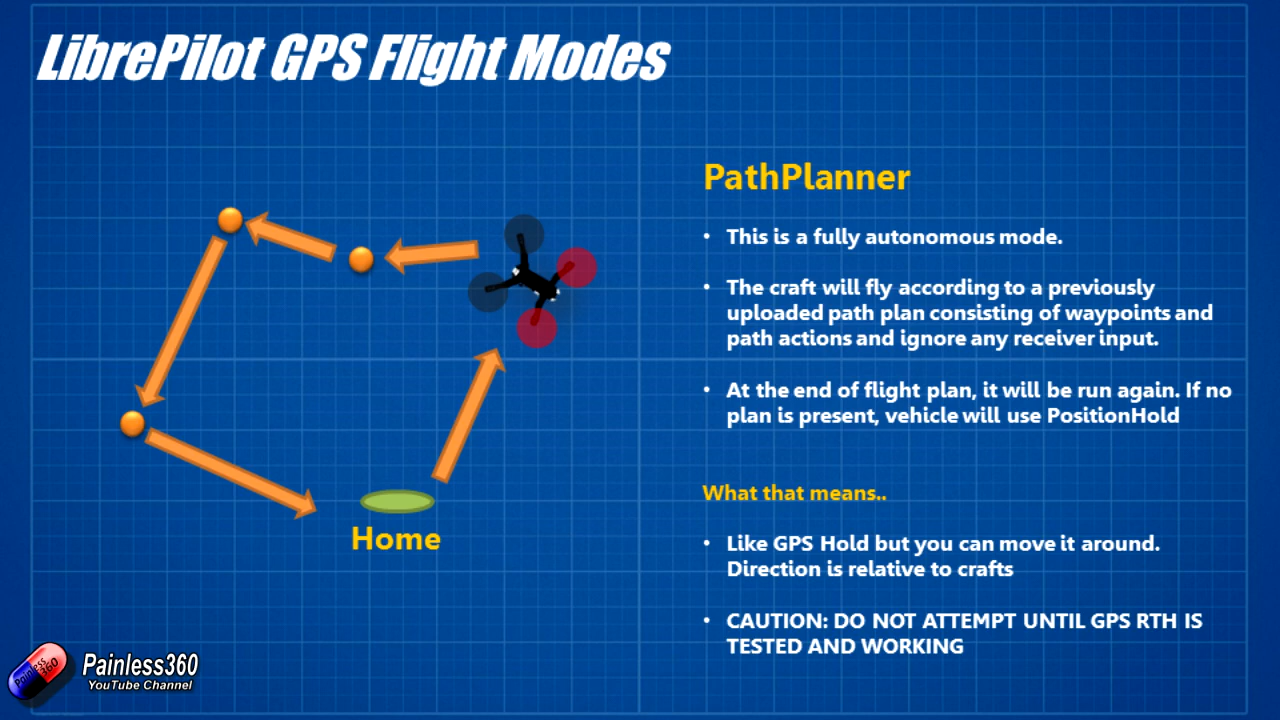 LibrePilot GPS Flight Modes
PathPlanner
• This is a fully autonomous mode.
• The craft will fly according to a previously
uploaded path plan consisting of waypoints and
path actions and ignore any receiver input.
• At the end of flight plan, it will be run again. If no
plan is present, vehicle will use PositionHold
What that means..
• Like GPS Hold but you can move it around.
Direction is relative to crafts
• CAUTION: DO NOT ATTEMPT UNTIL GPS RTH IS
TESTED AND WORKING
Home
Painless
360
Painless360
YouTube Channel